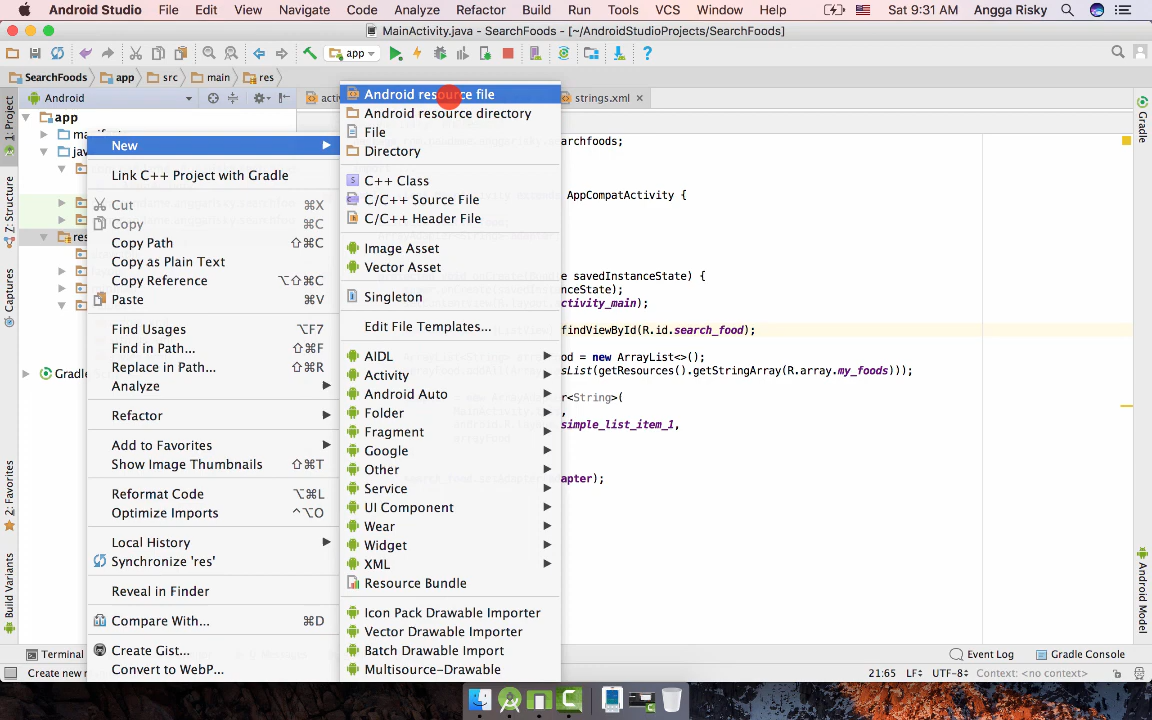 Android Studio File Edit View Navigate Code Analyze Refactor Build Run Tools VCS Window Help Sat 9:31 AM Angga Risky
MainActivity.java - SearchFoods - [~/AndroidStudioProjects/SearchFoods]
app
SearchFoods app src main res
Android
strings.xml
1: Project
Z: Structure
Captures
2: Favorites
Build Variants
Gradle
Android Model
app
res
Gradle
New
Link C++ Project with Gradle
Cut ⌘X
Copy ⌘C
Copy Path ⇧⌘C
Copy as Plain Text
Copy Reference ⌥⇧⌘C
Paste ⌘V
Find Usages ⌥F7
Find in Path... ⇧⌘F
Replace in Path... ⇧⌘R
Analyze
Refactor
Add to Favorites
Show Image Thumbnails ⇧⌘T
Reformat Code ⌥⌘L
Optimize Imports ^⌥O
Local History
Synchronize 'res'
Reveal in Finder
Compare With... ⌘D
Create Gist...
Convert to WebP...
Android resource file
Android resource directory
File
Directory
C++ Class
C/C++ Source File
C/C++ Header File
Image Asset
Vector Asset
Singleton
Edit File Templates...
AIDL
Activity
Android Auto
Folder
Fragment
Google
Other
Service
UI Component
Wear
Widget
XML
Resource Bundle
Icon Pack Drawable Importer
Vector Drawable Importer
Batch Drawable Import
Multisource-Drawable
AppCompatActivity {
savedInstanceState) {
findViewById(R.id.search_food);
= new ArrayList<>();
(getResources().getStringArray(R.array.my_foods)));
<String>(
simple_list_item_1,
Terminal Event Log Gradle Console
Create new 21:65 LF÷ UTF-8÷ Context: <no context>